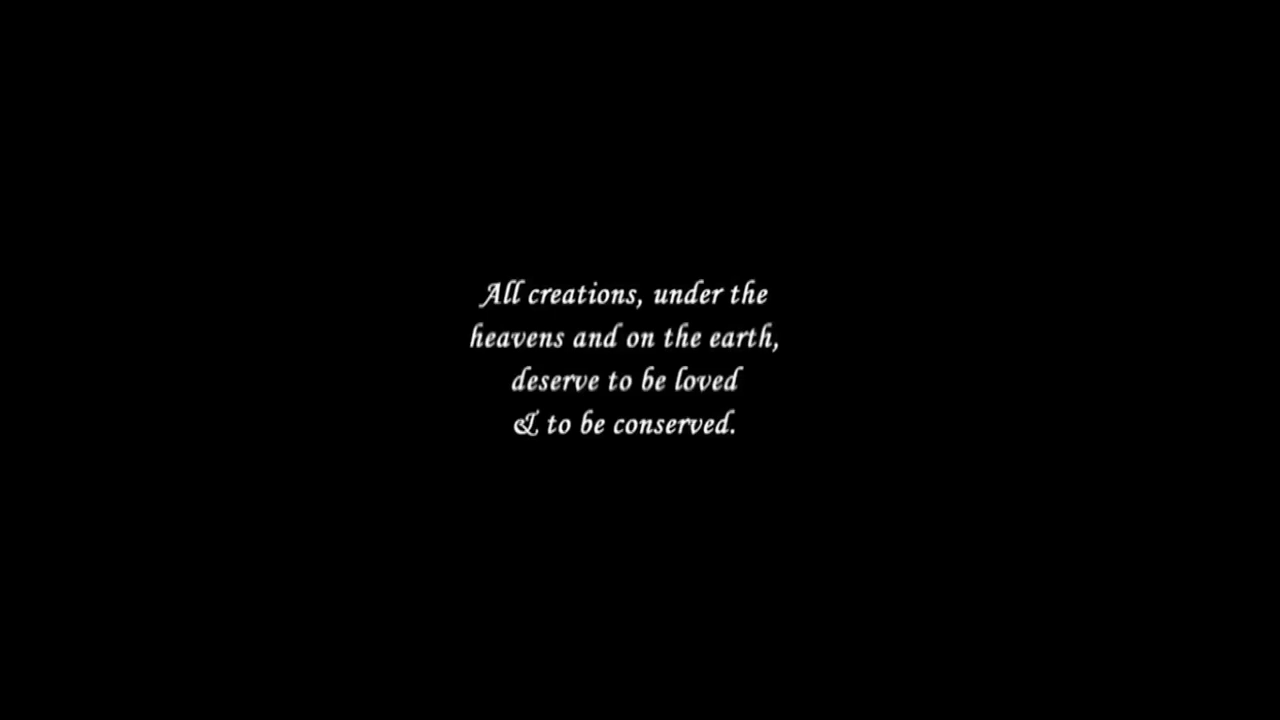 All creations, under the
heavens and on the earth,
deserve to be loved
& to be conserved.